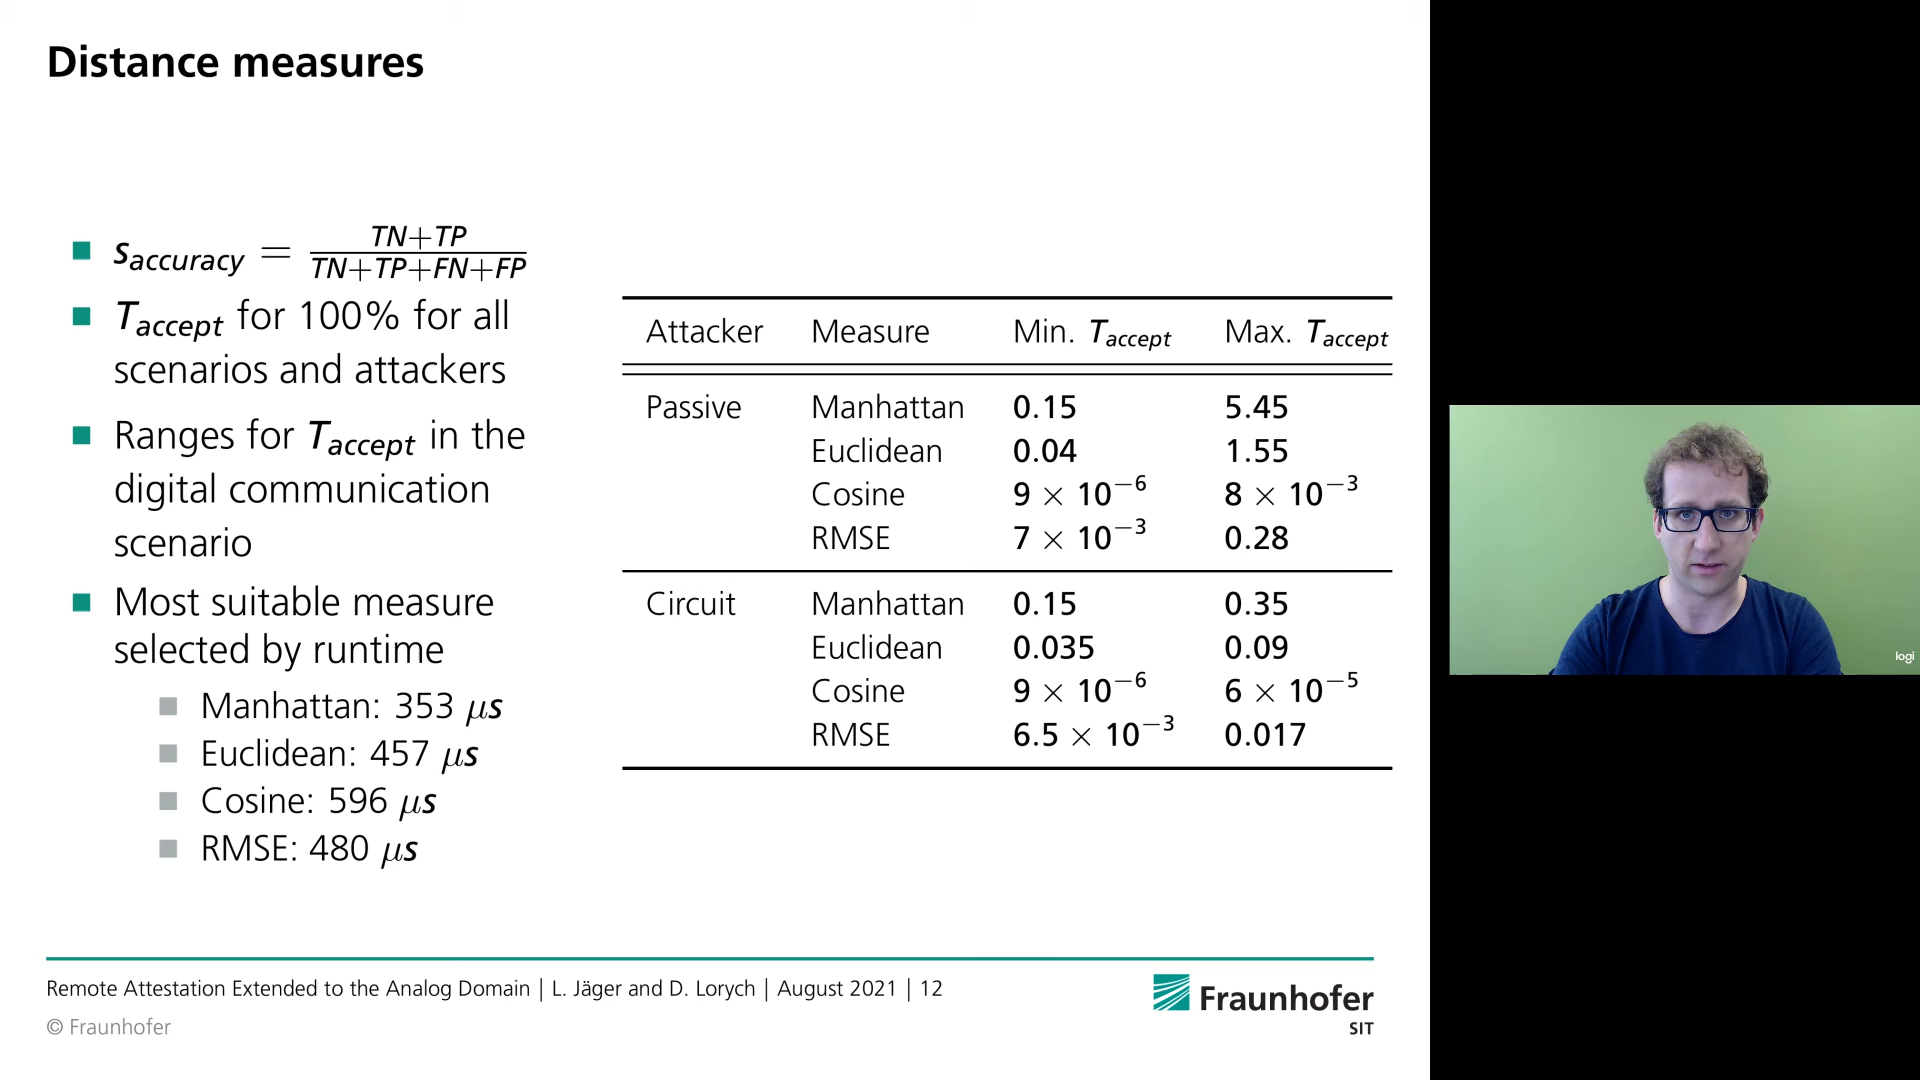 Distance measures
s_accuracy = TN+TP / TN+TP+FN+FP
T_accept for 100% for all
scenarios and attackers
Ranges for T_accept in the
digital communication
scenario
Most suitable measure
selected by runtime
Manhattan: 353 μs
Euclidean: 457 μs
Cosine: 596 μs
RMSE: 480 μs
Attacker Measure Min. T_accept Max. T_accept
Passive Manhattan 0.15 5.45
Euclidean 0.04 1.55
Cosine 9 × 10⁻⁶ 8 × 10⁻³
RMSE 7 × 10⁻³ 0.28
Circuit Manhattan 0.15 0.35
Euclidean 0.035 0.09
Cosine 9 × 10⁻⁶ 6 × 10⁻⁵
RMSE 6.5 × 10⁻³ 0.017
Remote Attestation Extended to the Analog Domain | L. Jäger and D. Lorych | August 2021 | 12
© Fraunhofer
Fraunhofer
SIT
logi